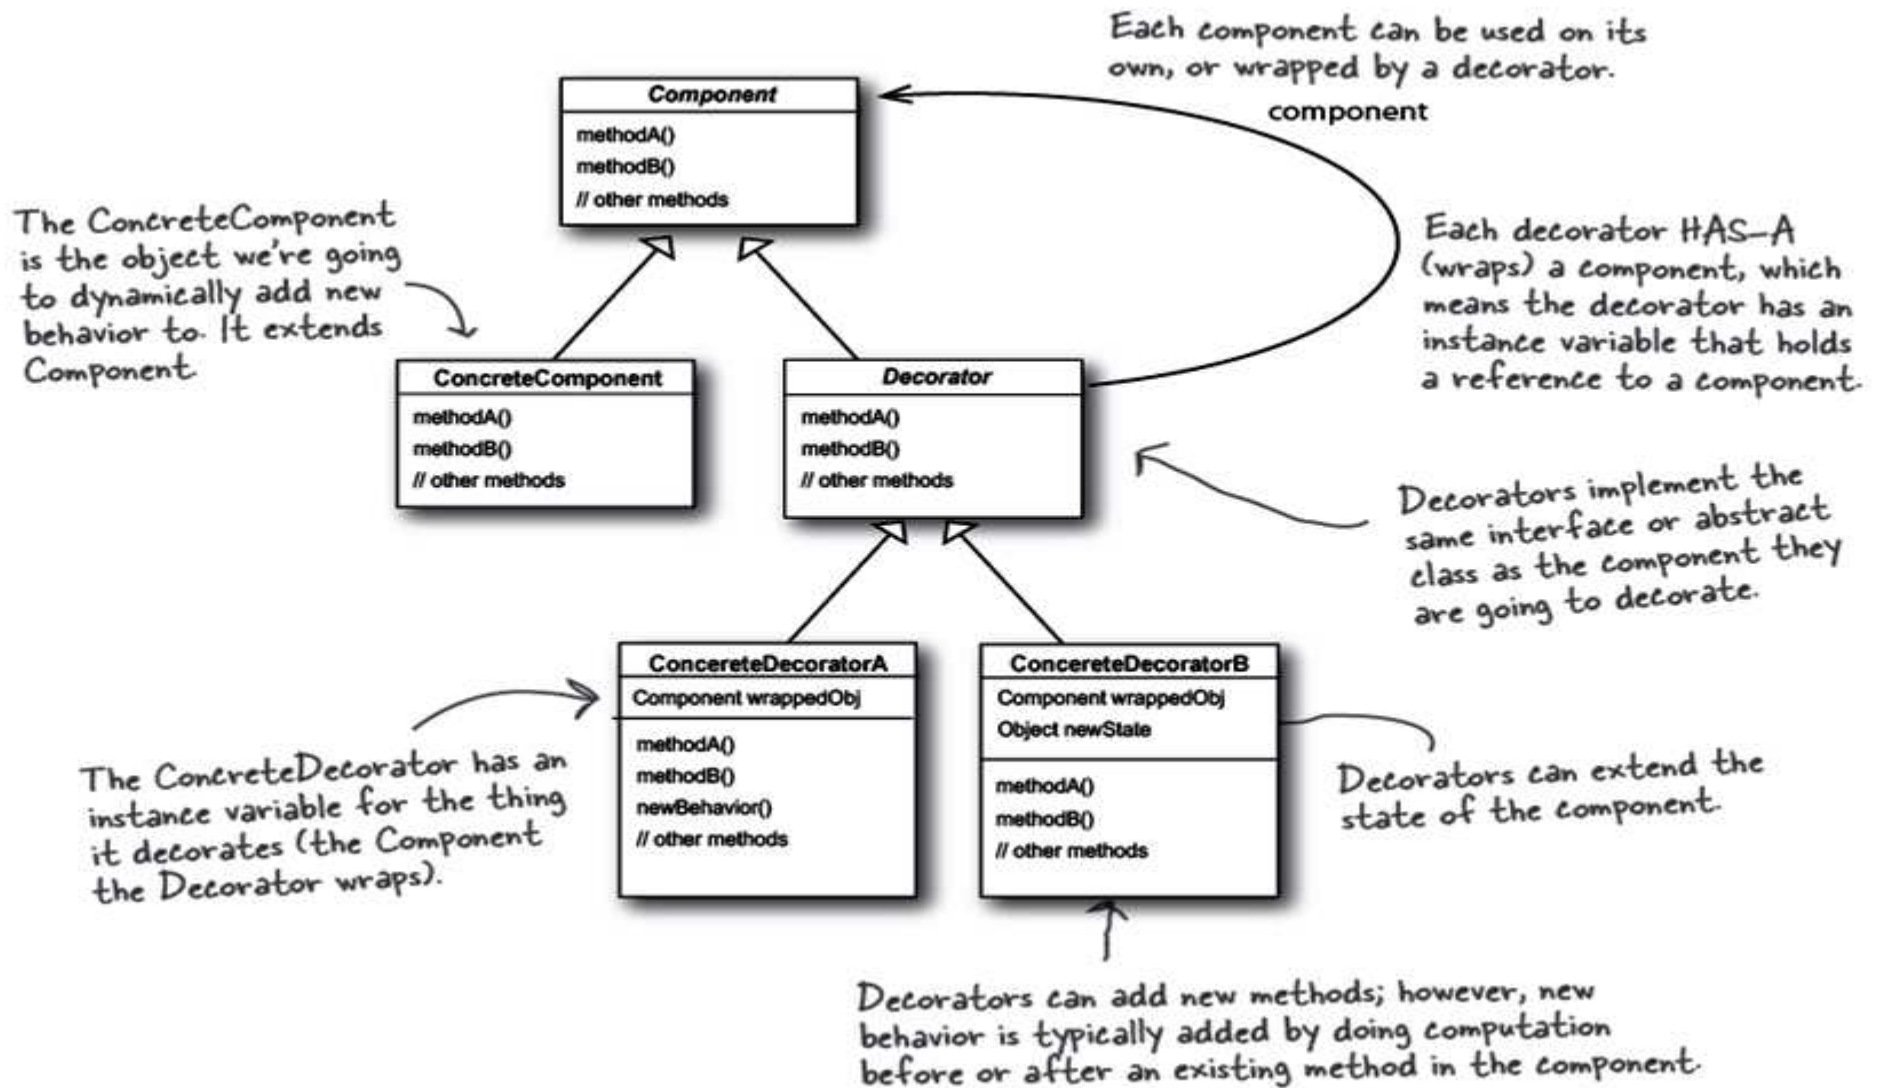 Each component can be used on its
own, or wrapped by a decorator.
component
Component
methodA()
methodB()
// other methods
The ConcreteComponent
is the object we're going
to dynamically add new
behavior to. It extends
Component.
Each decorator HAS-A
(wraps) a component, which
means the decorator has an
instance variable that holds
a reference to a component.
ConcreteComponent
methodA()
methodB()
// other methods
Decorator
methodA()
methodB()
// other methods
Decorators implement the
same interface or abstract
class as the component they
are going to decorate.
ConcereteDecoratorA
Component wrappedObj
methodA()
methodB()
newBehavior()
// other methods
ConcereteDecoratorB
Component wrappedObj
Object newState
methodA()
methodB()
// other methods
The ConcreteDecorator has an
instance variable for the thing
it decorates (the Component
the Decorator wraps).
Decorators can extend the
state of the component.
Decorators can add new methods; however, new
behavior is typically added by doing computation
before or after an existing method in the component.